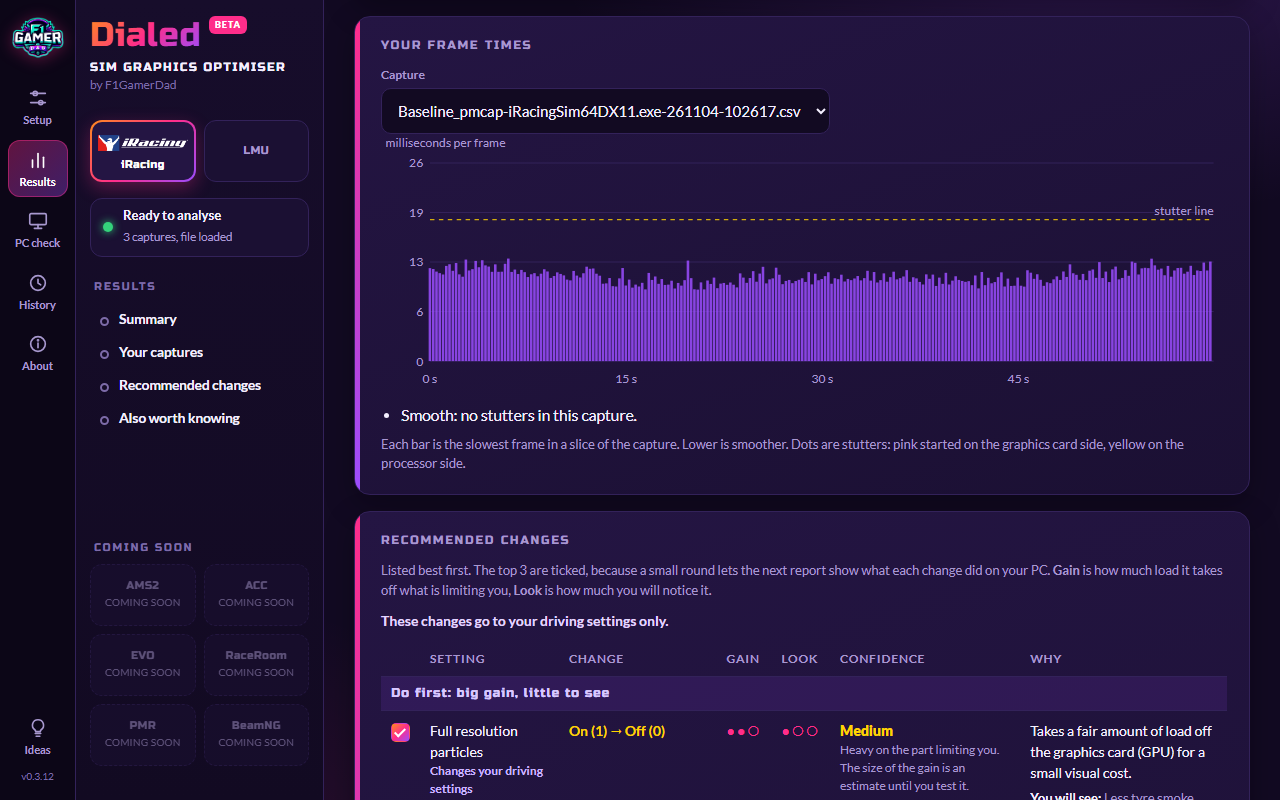 F1
GAMER
DAD
Setup
Results
PC check
History
About
Ideas
v0.3.12
Dialed
BETA
SIM GRAPHICS OPTIMISER
by F1GamerDad
iRacing
iRacing
LMU
Ready to analyse
3 captures, file loaded
RESULTS
Summary
Your captures
Recommended changes
Also worth knowing
COMING SOON
AMS2
COMING SOON
ACC
COMING SOON
EVO
COMING SOON
RaceRoom
COMING SOON
PMR
COMING SOON
BeamNG
COMING SOON
YOUR FRAME TIMES
Capture
Baseline_pmcap-iRacingSim64DX11.exe-261104-102617.csv
milliseconds per frame
26
19
stutter line
13
6
0
0 s
15 s
30 s
45 s
• Smooth: no stutters in this capture.
Each bar is the slowest frame in a slice of the capture. Lower is smoother. Dots are stutters: pink started on the graphics card side, yellow on the
processor side.
RECOMMENDED CHANGES
Listed best first. The top 3 are ticked, because a small round lets the next report show what each change did on your PC. Gain is how much load it takes
off what is limiting you, Look is how much you will notice it.
These changes go to your driving settings only.
SETTING CHANGE GAIN LOOK CONFIDENCE WHY
Do first: big gain, little to see
Full resolution
particles
Changes your driving
settings
On (1) → Off (0)
Medium
Heavy on the part limiting you.
The size of the gain is an
estimate until you test it.
Takes a fair amount of load off
the graphics card (GPU) for a
small visual cost.
You will see: Less tyre smoke